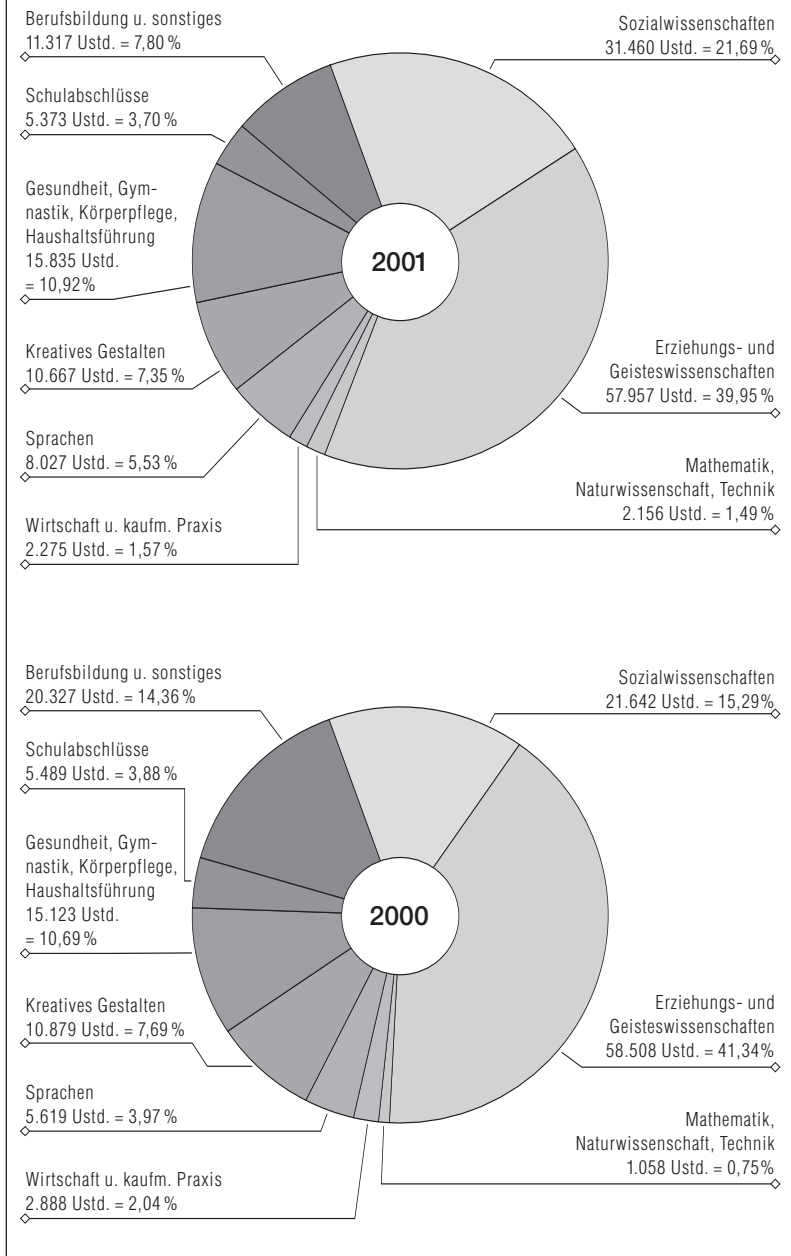 Berufsbildung u. sonstiges
11.317 Ustd. = 7,80 %
Sozialwissenschaften
31.460 Ustd. = 21,69 %
Schulabschlüsse
5.373 Ustd. = 3,70 %
Gesundheit, Gym-
nastik, Körperpflege,
Haushaltsführung
15.835 Ustd.
= 10,92%
2001
Kreatives Gestalten
10.667 Ustd. = 7,35 %
Erziehungs- und
Geisteswissenschaften
57.957 Ustd. = 39,95 %
Sprachen
8.027 Ustd. = 5,53 %
Mathematik,
Naturwissenschaft, Technik
2.156 Ustd. = 1,49 %
Wirtschaft u. kaufm. Praxis
2.275 Ustd. = 1,57 %
Berufsbildung u. sonstiges
20.327 Ustd. = 14,36 %
Sozialwissenschaften
21.642 Ustd. = 15,29%
Schulabschlüsse
5.489 Ustd. = 3,88 %
Gesundheit, Gym-
nastik, Körperpflege,
Haushaltsführung
15.123 Ustd.
= 10,69 %
2000
Kreatives Gestalten
10.879 Ustd. = 7,69 %
Erziehungs- und
Geisteswissenschaften
58.508 Ustd. = 41,34%
Sprachen
5.619 Ustd. = 3,97 %
Mathematik,
Naturwissenschaft, Technik
1.058 Ustd. = 0,75%
Wirtschaft u. kaufm. Praxis
2.888 Ustd. = 2,04 %